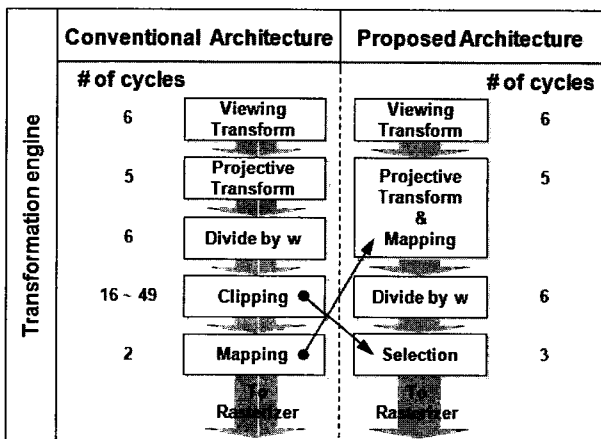 Conventional Architecture
Proposed Architecture
# of cycles
# of cycles
Transformation engine
6
Viewing
Transform
Viewing
Transform
6
5
Projective
Transform
Projective
Transform
&
Mapping
5
6
Divide by w
Divide by w
6
16 ~ 49
Clipping
Selection
3
2
Mapping
To
Rasterizer
To
Rasterizer